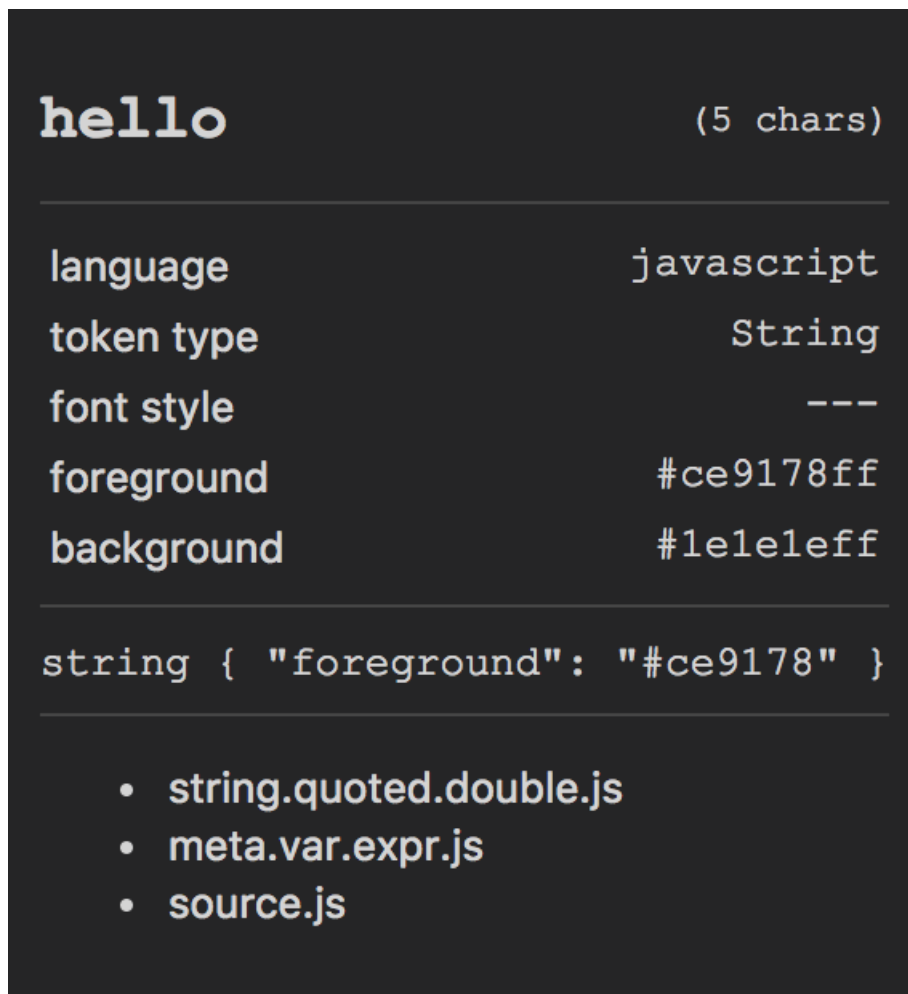 hello (5 chars)
language javascript
token type String
font style ---
foreground #ce9178ff
background #1e1e1eff
string { "foreground": "#ce9178" }
• string.quoted.double.js
• meta.var.expr.js
• source.js